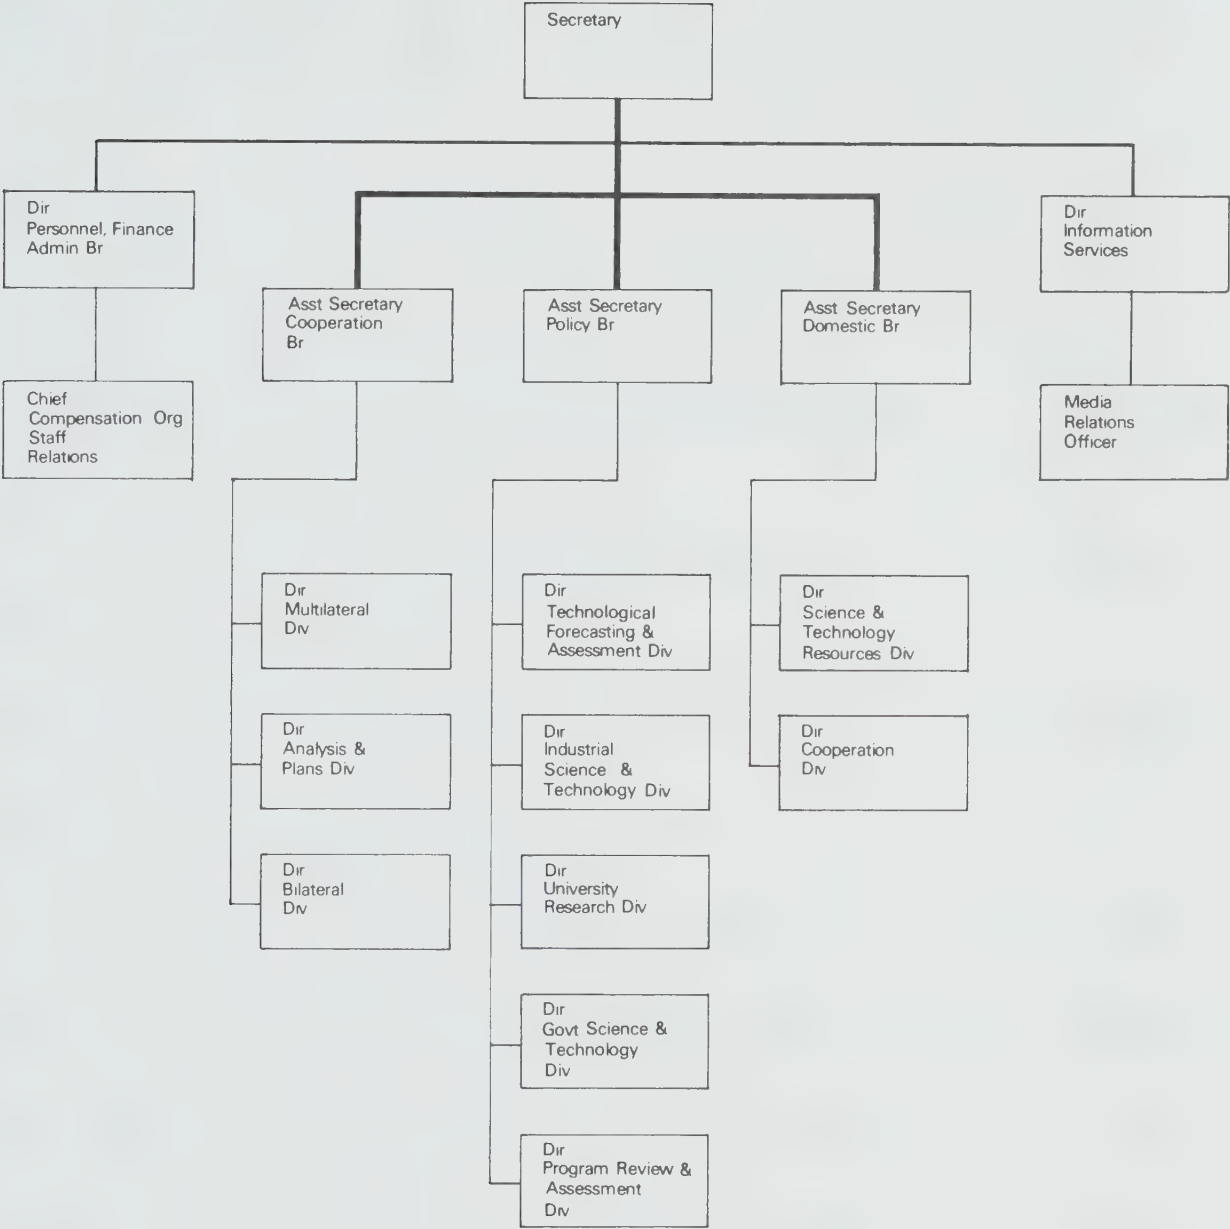 Secretary
Dir
Personnel, Finance
Admin Br
Dir
Information
Services
Asst Secretary
Cooperation
Br
Asst Secretary
Policy Br
Asst Secretary
Domestic Br
Chief
Compensation Org
Staff
Relations
Media
Relations
Officer
Dir
Multilateral
Div
Dir
Analysis &
Plans Div
Dir
Bilateral
Div
Dir
Technological
Forecasting &
Assessment Div
Dir
Industrial
Science &
Technology Div
Dir
University
Research Div
Dir
Govt Science &
Technology
Div
Dir
Program Review &
Assessment
Div
Dir
Science &
Technology
Resources Div
Dir
Cooperation
Div